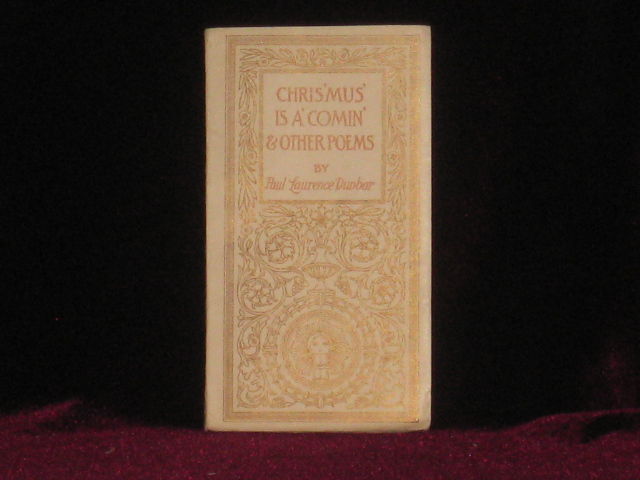 CHRIS'MUS'
IS A' COMIN'
& OTHER POEMS
BY
Paul Laurence Dunbar